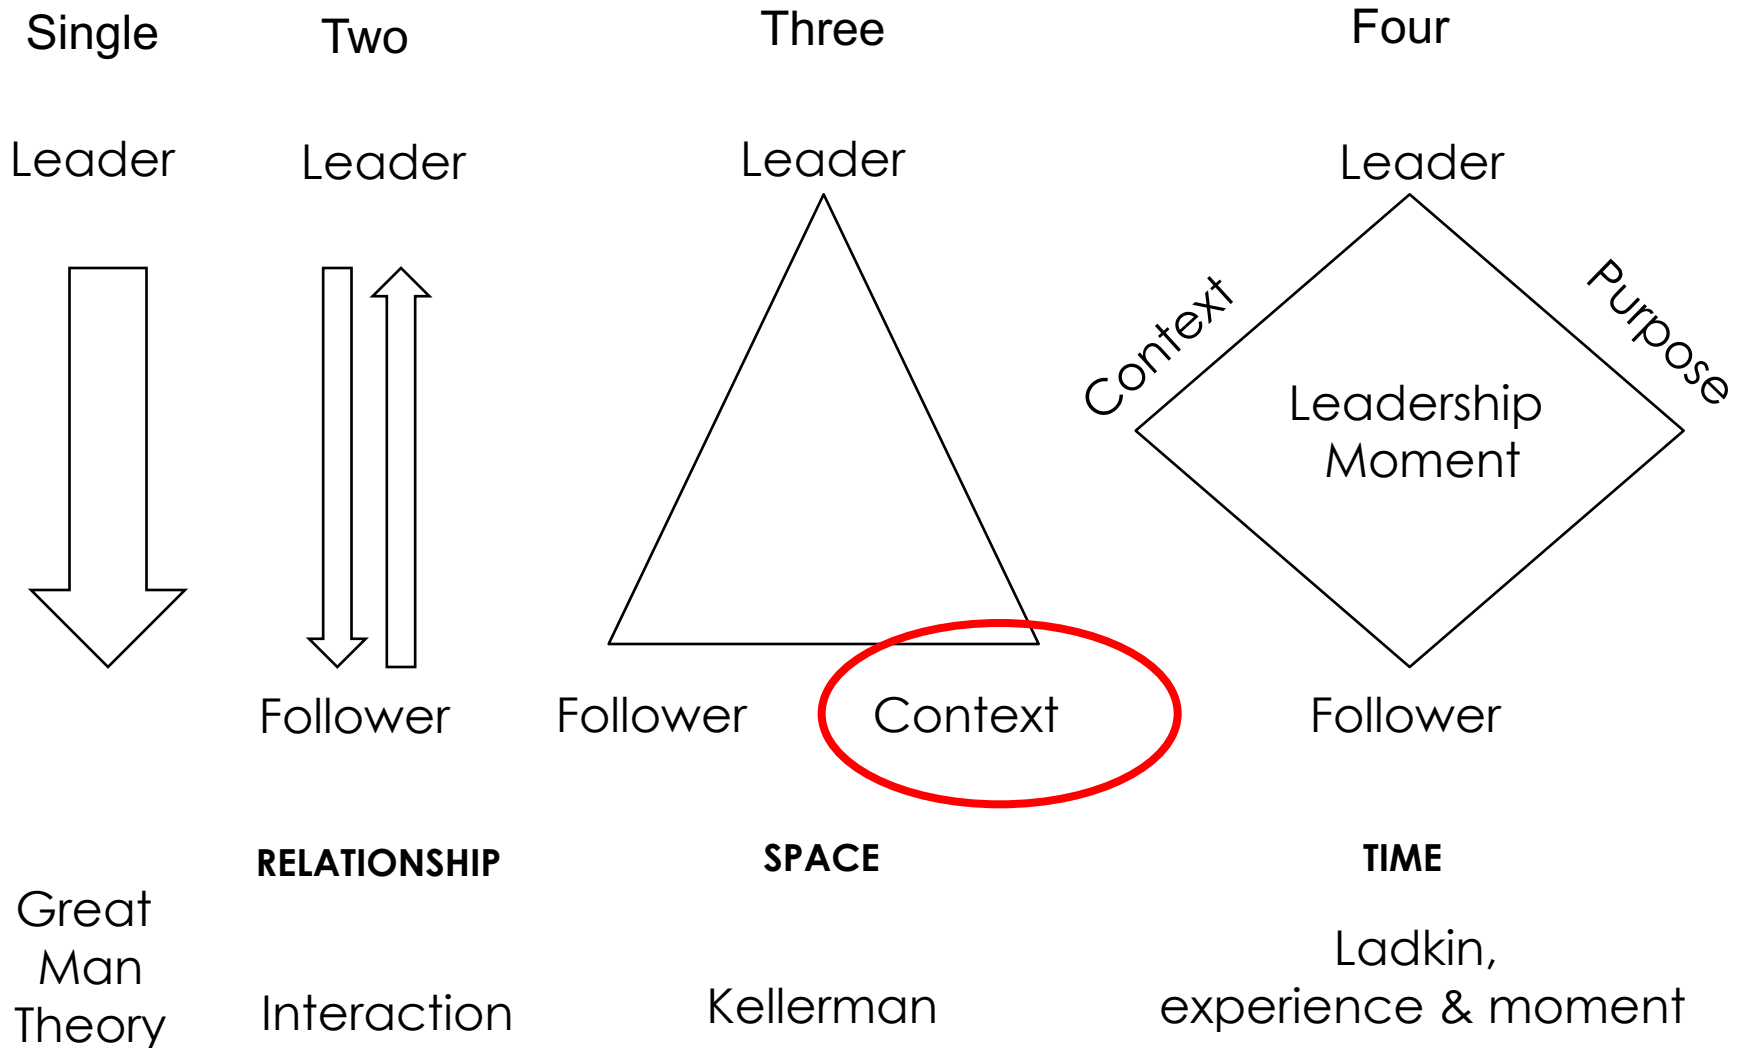 Single
Two
Three
Four
Leader
Leader
Leader
Leader
Context
Purpose
Leadership
Moment
Follower
Follower
Context
Follower
RELATIONSHIP
SPACE
TIME
Great
Man
Theory
Interaction
Kellerman
Ladkin,
experience & moment